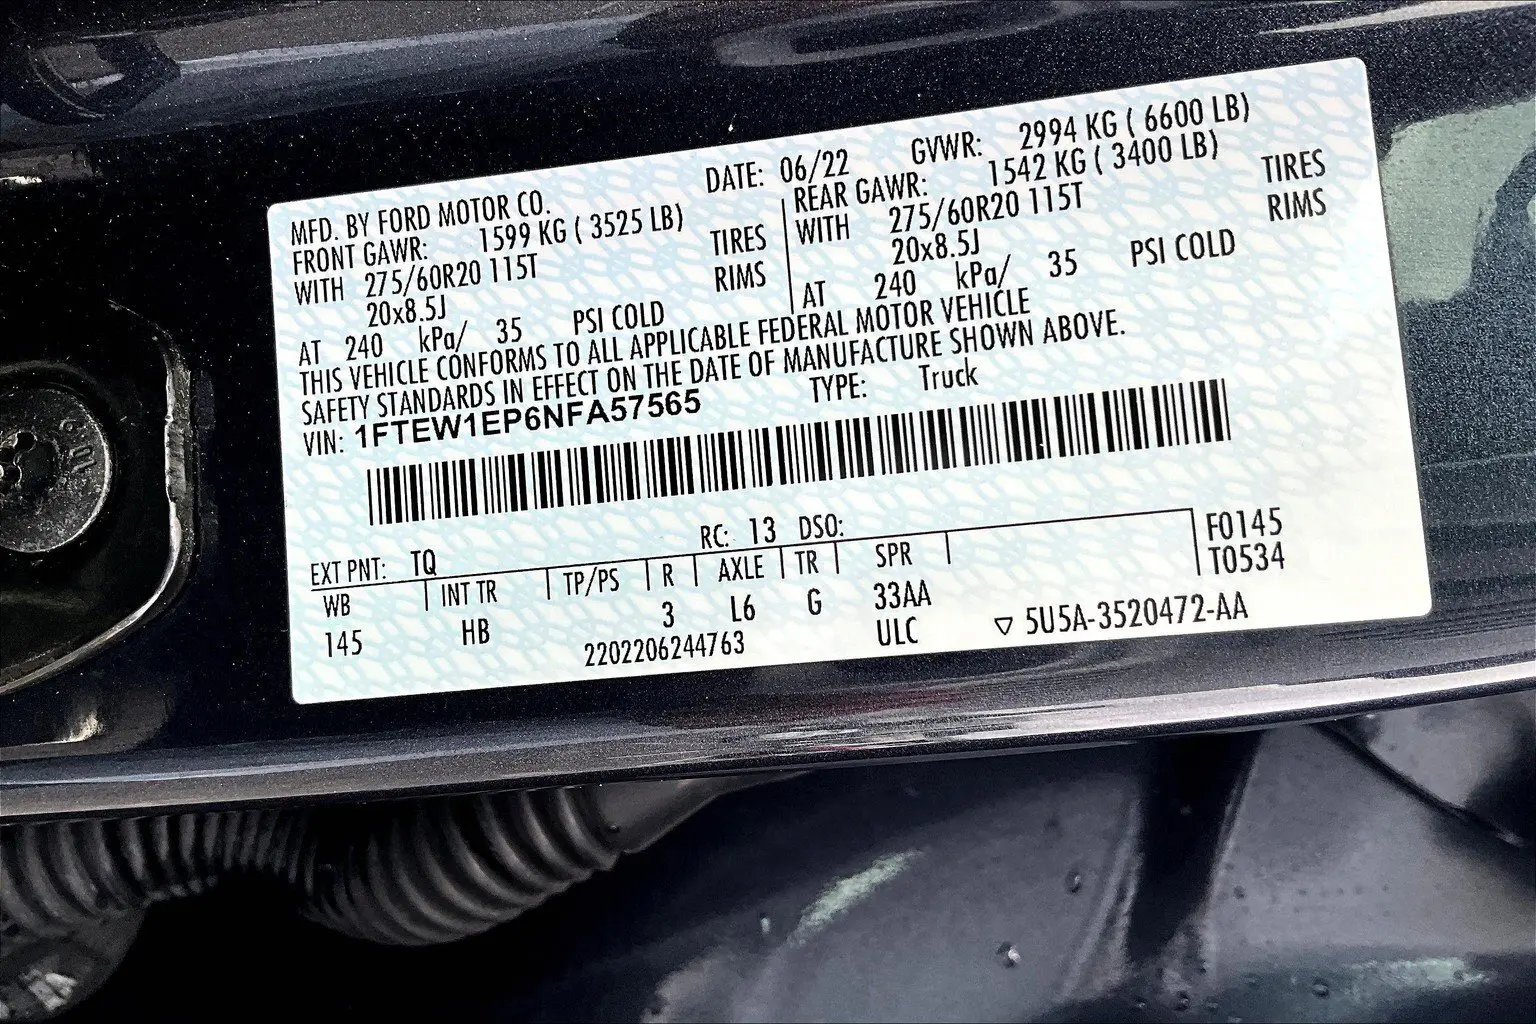 MFD. BY FORD MOTOR CO.
DATE: 06/22
GVWR: 2994 KG ( 6600 LB)
FRONT GAWR: 1599 KG ( 3525 LB)
WITH 275/60R20 115T TIRES
20x8.5J RIMS
AT 240 kPa/ 35 PSI COLD
REAR GAWR: 1542 KG ( 3400 LB)
WITH 275/60R20 115T TIRES
20x8.5J RIMS
AT 240 kPa/ 35 PSI COLD
THIS VEHICLE CONFORMS TO ALL APPLICABLE FEDERAL MOTOR VEHICLE
SAFETY STANDARDS IN EFFECT ON THE DATE OF MANUFACTURE SHOWN ABOVE.
VIN: 1FTEW1EP6NFA57565 TYPE: Truck
EXT PNT: TQ RC: 13 DSO:
F0145
T0534
WB INT TR TP/PS R AXLE TR SPR
145 HB 3 L6 G 33AA
2202206244763 ULC ▽ 5U5A-3520472-AA